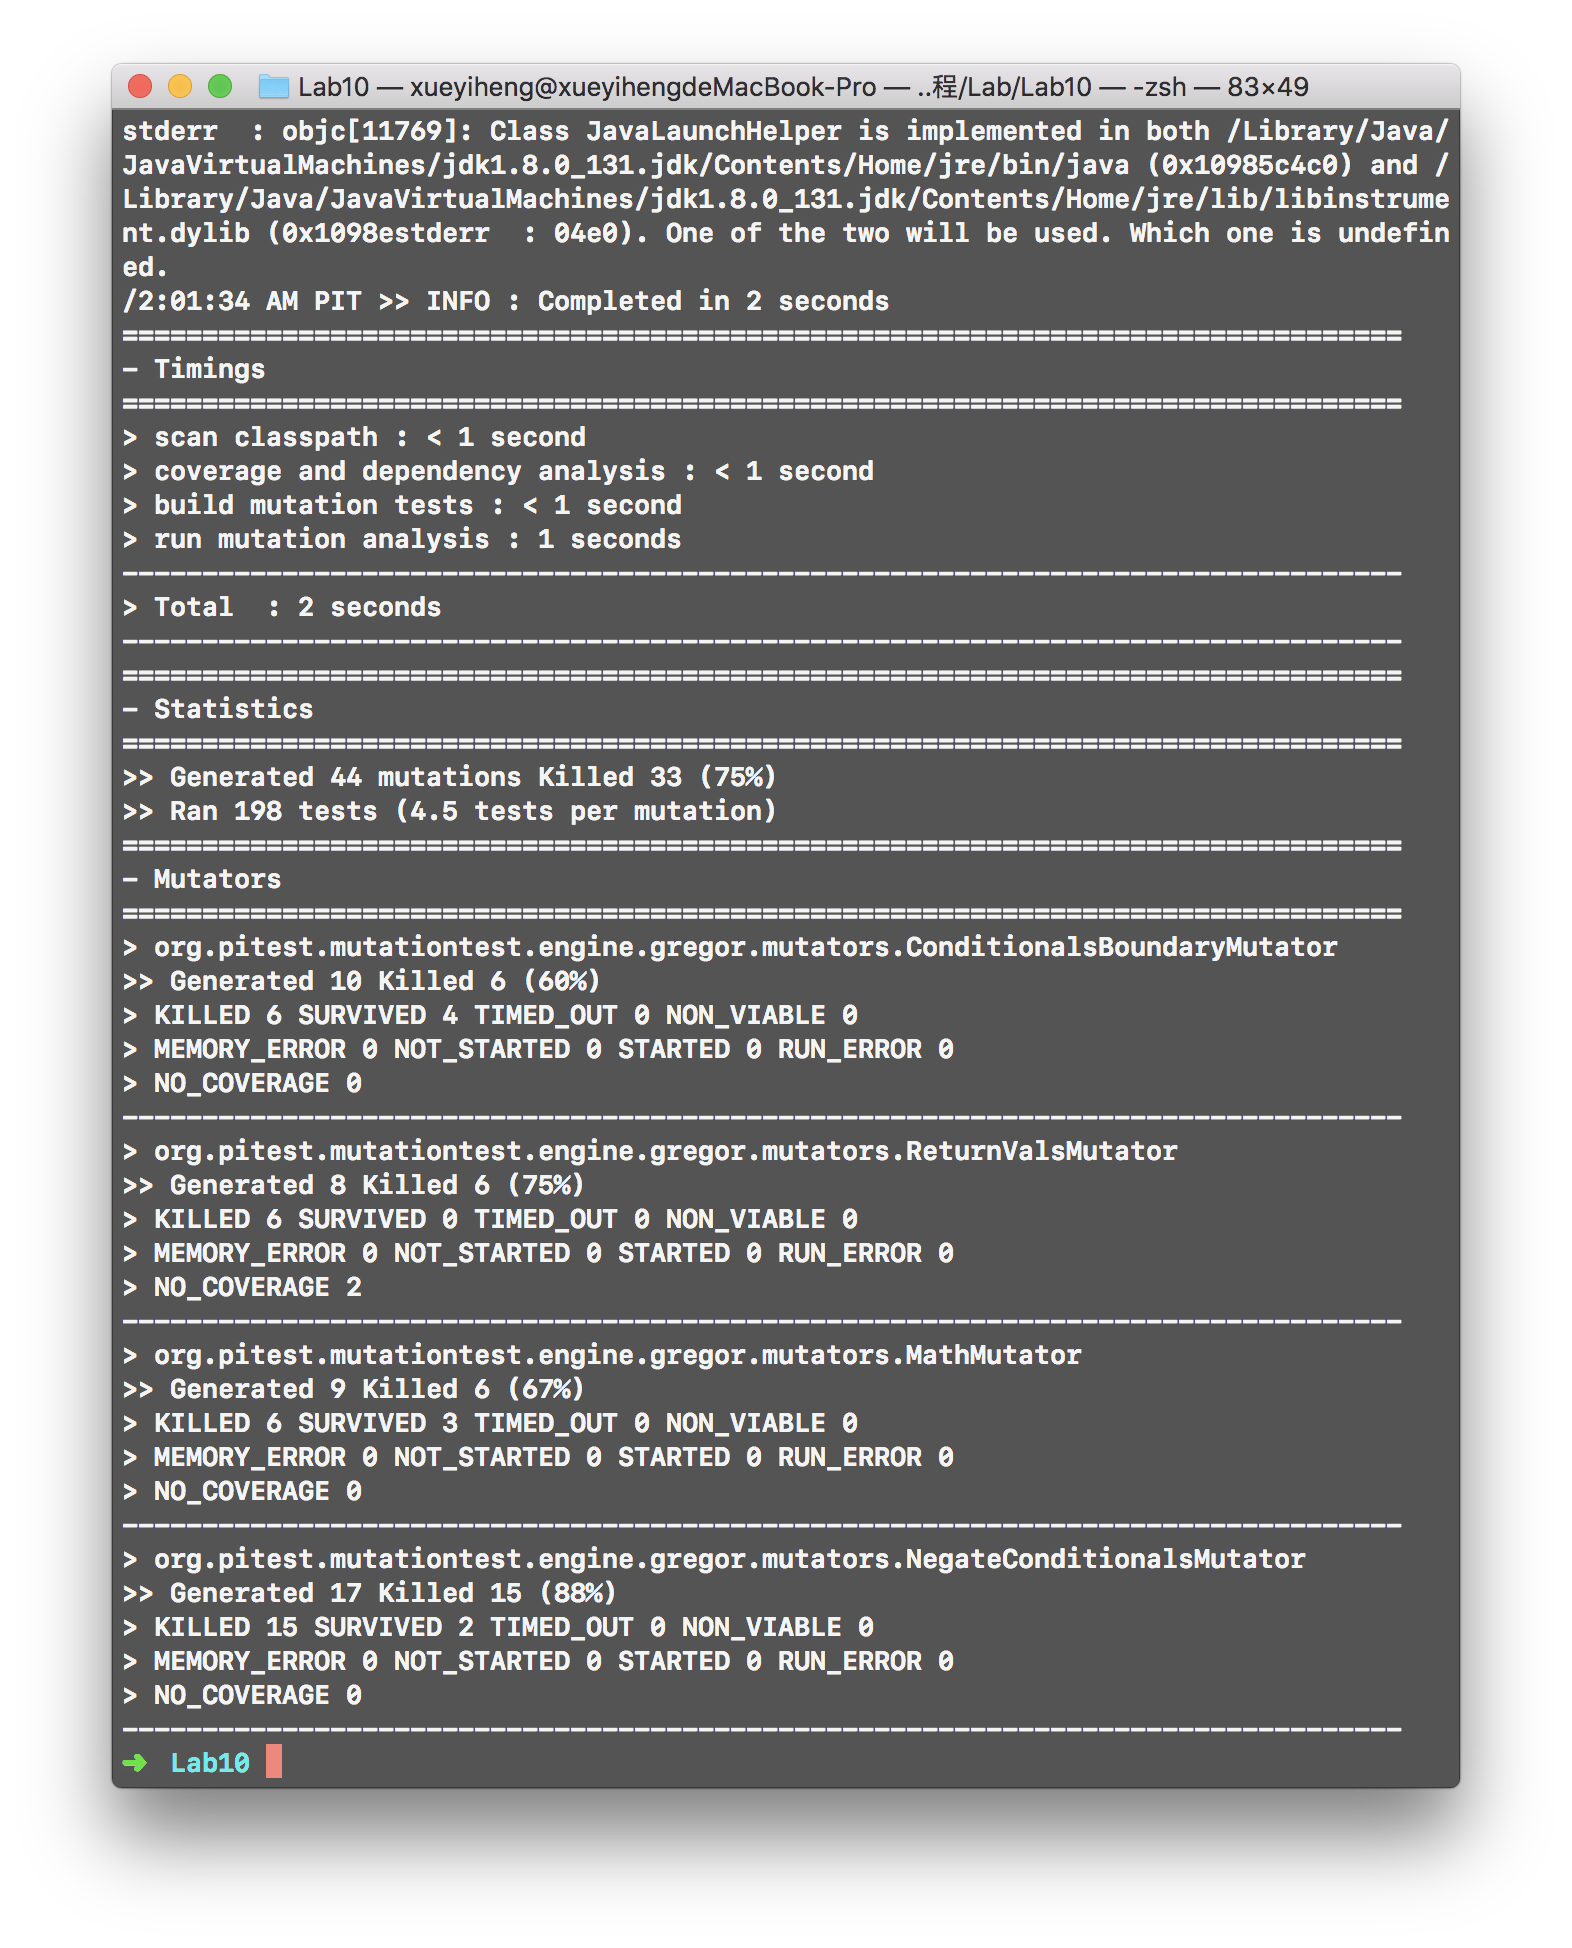 Lab10 — xueyiheng@xueyihengdeMacBook-Pro — ..程/Lab/Lab10 — -zsh — 83×49
stderr  : objc[11769]: Class JavaLaunchHelper is implemented in both /Library/Java/
JavaVirtualMachines/jdk1.8.0_131.jdk/Contents/Home/jre/bin/java (0x10985c4c0) and /
Library/Java/JavaVirtualMachines/jdk1.8.0_131.jdk/Contents/Home/jre/lib/libinstrume
nt.dylib (0x1098estderr  : 04e0). One of the two will be used. Which one is undefin
ed.
/2:01:34 AM PIT >> INFO : Completed in 2 seconds
================================================================================
- Timings
================================================================================
> scan classpath : < 1 second
> coverage and dependency analysis : < 1 second
> build mutation tests : < 1 second
> run mutation analysis : 1 seconds
--------------------------------------------------------------------------------
> Total  : 2 seconds
--------------------------------------------------------------------------------
================================================================================
- Statistics
================================================================================
>> Generated 44 mutations Killed 33 (75%)
>> Ran 198 tests (4.5 tests per mutation)
================================================================================
- Mutators
================================================================================
> org.pitest.mutationtest.engine.gregor.mutators.ConditionalsBoundaryMutator
>> Generated 10 Killed 6 (60%)
> KILLED 6 SURVIVED 4 TIMED_OUT 0 NON_VIABLE 0
> MEMORY_ERROR 0 NOT_STARTED 0 STARTED 0 RUN_ERROR 0
> NO_COVERAGE 0
--------------------------------------------------------------------------------
> org.pitest.mutationtest.engine.gregor.mutators.ReturnValsMutator
>> Generated 8 Killed 6 (75%)
> KILLED 6 SURVIVED 0 TIMED_OUT 0 NON_VIABLE 0
> MEMORY_ERROR 0 NOT_STARTED 0 STARTED 0 RUN_ERROR 0
> NO_COVERAGE 2
--------------------------------------------------------------------------------
> org.pitest.mutationtest.engine.gregor.mutators.MathMutator
>> Generated 9 Killed 6 (67%)
> KILLED 6 SURVIVED 3 TIMED_OUT 0 NON_VIABLE 0
> MEMORY_ERROR 0 NOT_STARTED 0 STARTED 0 RUN_ERROR 0
> NO_COVERAGE 0
--------------------------------------------------------------------------------
> org.pitest.mutationtest.engine.gregor.mutators.NegateConditionalsMutator
>> Generated 17 Killed 15 (88%)
> KILLED 15 SURVIVED 2 TIMED_OUT 0 NON_VIABLE 0
> MEMORY_ERROR 0 NOT_STARTED 0 STARTED 0 RUN_ERROR 0
> NO_COVERAGE 0
--------------------------------------------------------------------------------
➜  Lab10